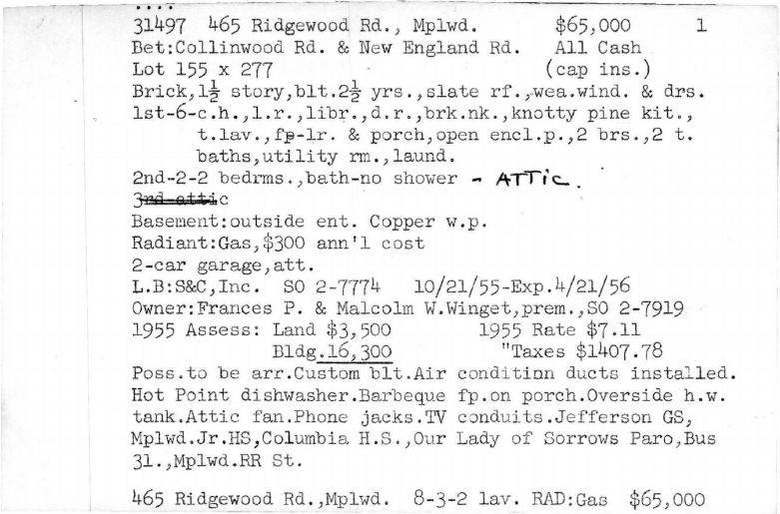 31497 465 Ridgewood Rd., Mplwd. $65,000 1
Bet:Collinwood Rd. & New England Rd. All Cash
Lot 155 x 277 (cap ins.)
Brick,1½ story,blt.2½ yrs.,slate rf.,wea.wind. & drs.
1st-6-c.h.,l.r.,libr.,d.r.,brk.nk.,knotty pine kit.,
t.lav.,fp-lr. & porch,open encl.p.,2 brs.,2 t.
baths,utility rm.,laund.
2nd-2-2 bedrms.,bath-no shower - ATTIC.
3rd-attic
Basement:outside ent. Copper w.p.
Radiant:Gas,$300 ann'l cost
2-car garage,att.
L.B:S&C,Inc. SO 2-7774 10/21/55-Exp.4/21/56
Owner:Frances P. & Malcolm W.Winget,prem.,SO 2-7919
1955 Assess: Land $3,500 1955 Rate $7.11
Bldg.16,300 "Taxes $1407.78
Poss.to be arr.Custom blt.Air condition ducts installed.
Hot Point dishwasher.Barbeque fp.on porch.Overside h.w.
tank.Attic fan.Phone jacks.TV conduits.Jefferson GS,
Mplwd.Jr.HS,Columbia H.S.,Our Lady of Sorrows Paro,Bus
31.,Mplwd.RR St.
465 Ridgewood Rd.,Mplwd. 8-3-2 lav. RAD:Gas $65,000